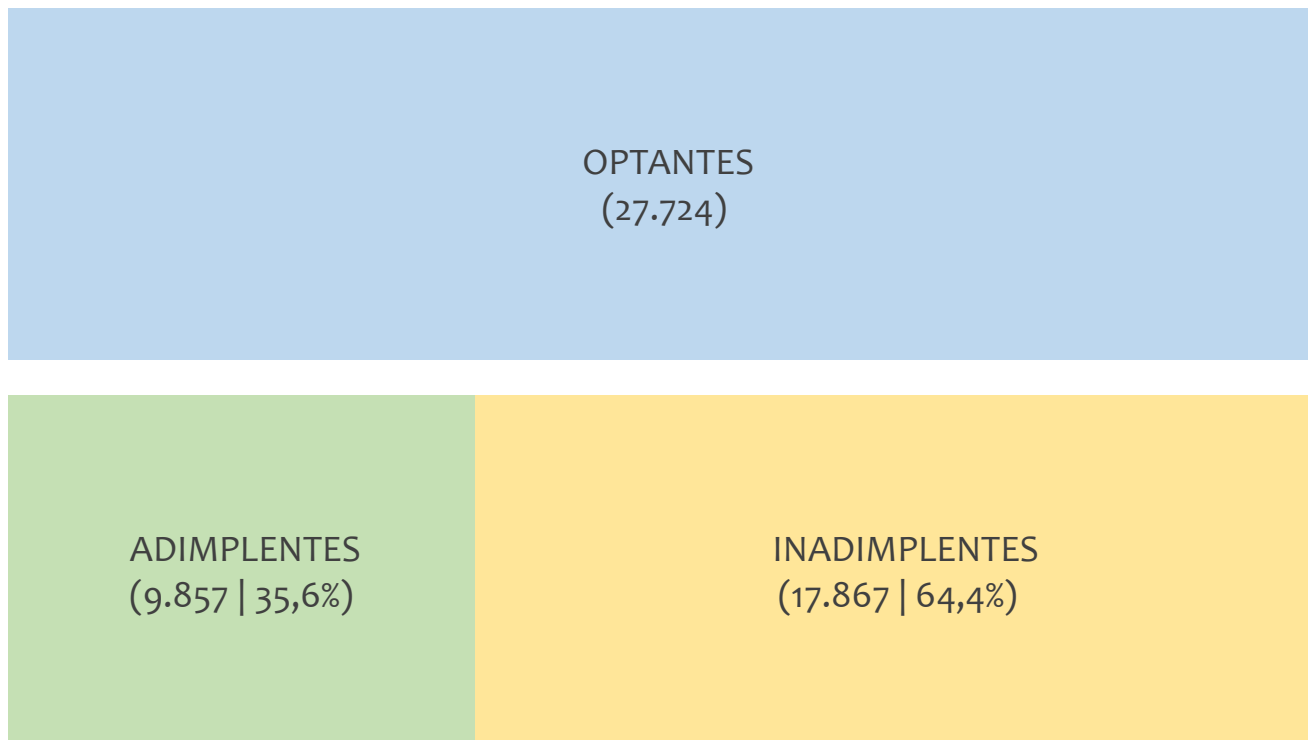 OPTANTES
(27.724)
ADIMPLENTES
(9.857 | 35,6%)
INADIMPLENTES
(17.867 | 64,4%)